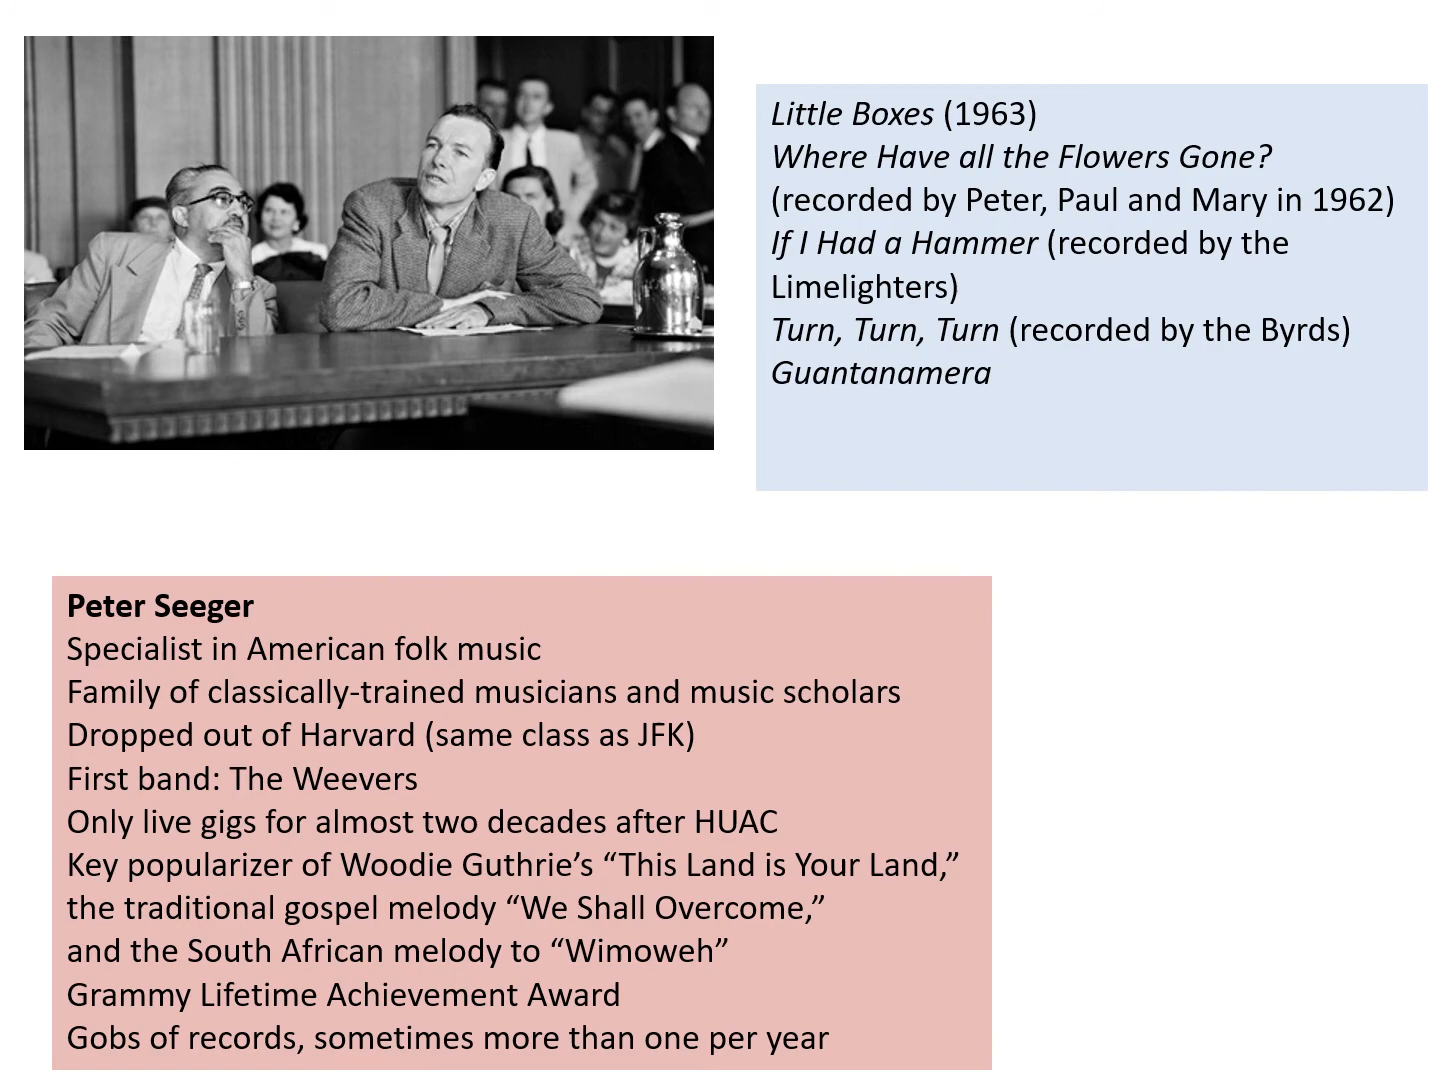 Little Boxes (1963)
Where Have all the Flowers Gone?
(recorded by Peter, Paul and Mary in 1962)
If I Had a Hammer (recorded by the
Limelighters)
Turn, Turn, Turn (recorded by the Byrds)
Guantanamera
Peter Seeger
Specialist in American folk music
Family of classically-trained musicians and music scholars
Dropped out of Harvard (same class as JFK)
First band: The Weevers
Only live gigs for almost two decades after HUAC
Key popularizer of Woodie Guthrie’s “This Land is Your Land,”
the traditional gospel melody “We Shall Overcome,”
and the South African melody to “Wimoweh”
Grammy Lifetime Achievement Award
Gobs of records, sometimes more than one per year